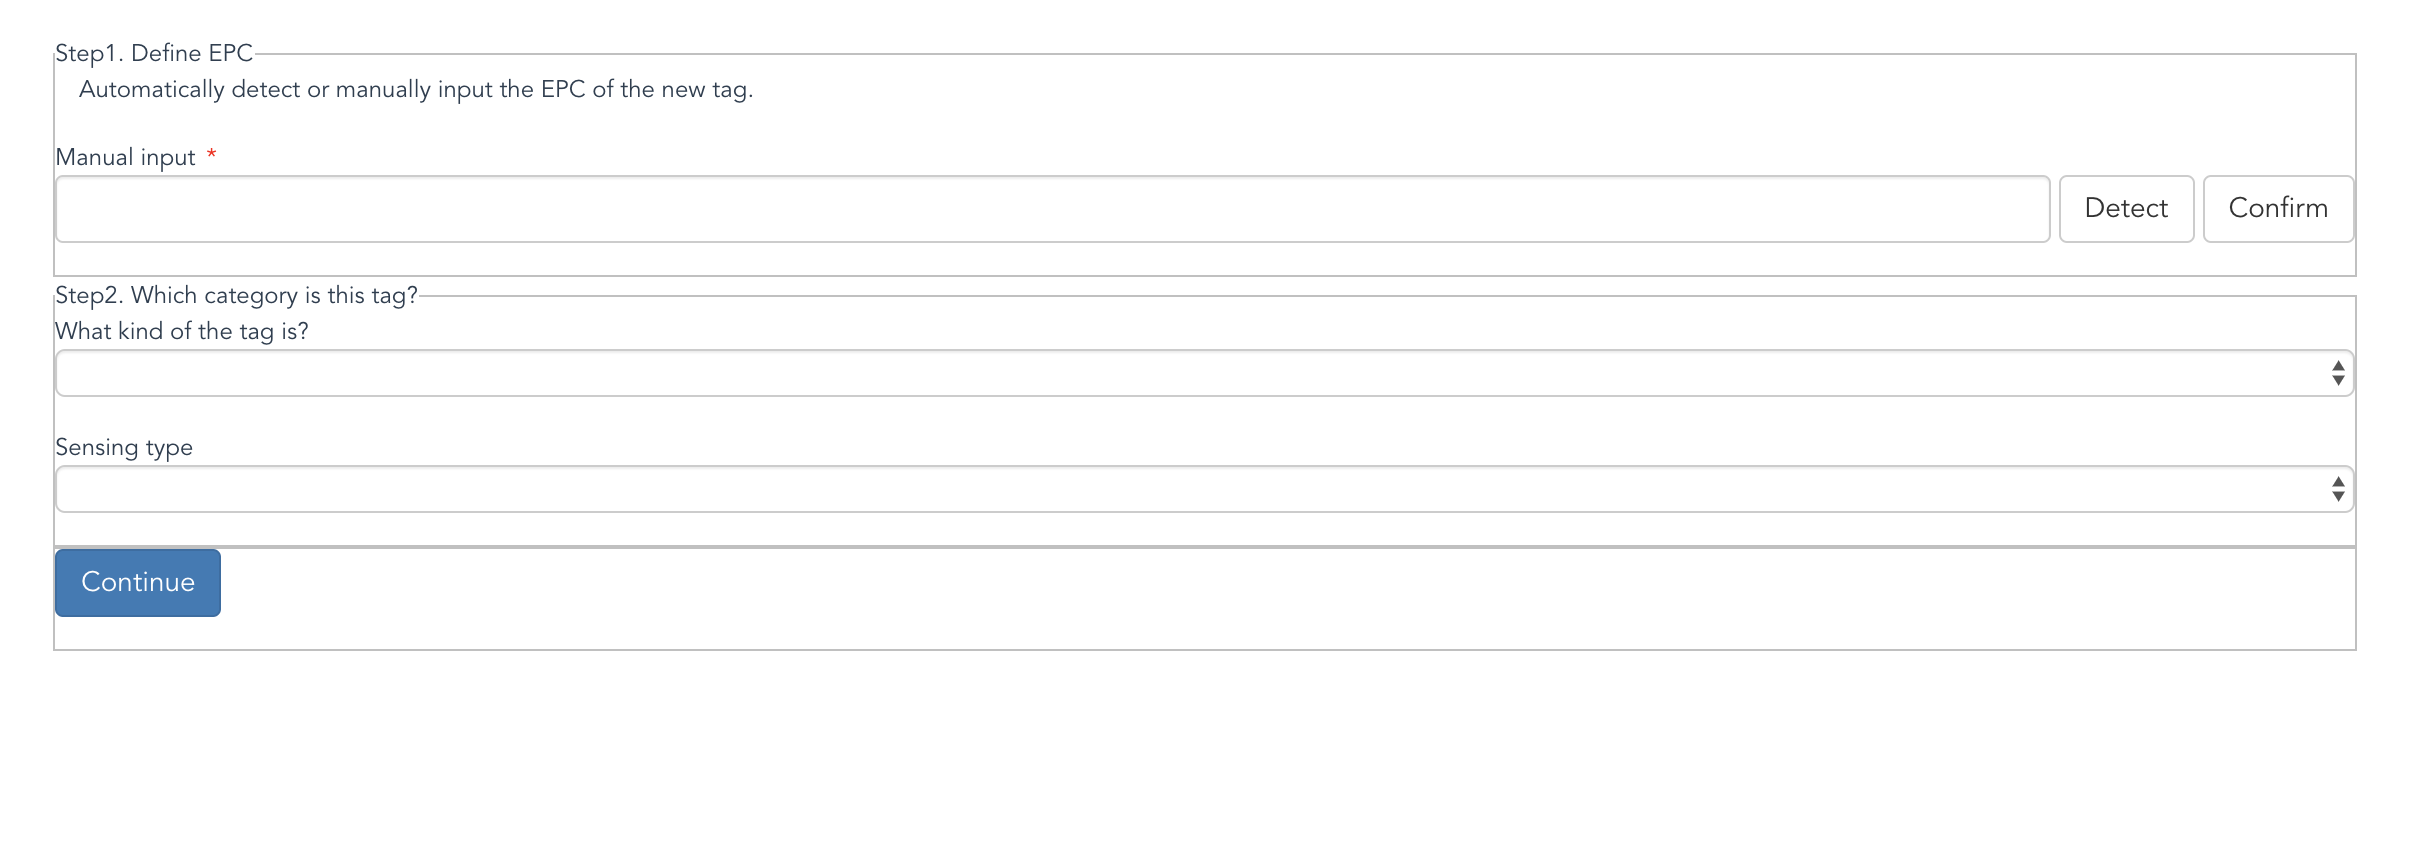 Step1. Define EPC
Automatically detect or manually input the EPC of the new tag.
Manual input *
Detect Confirm
Step2. Which category is this tag?
What kind of the tag is?
Sensing type
Continue